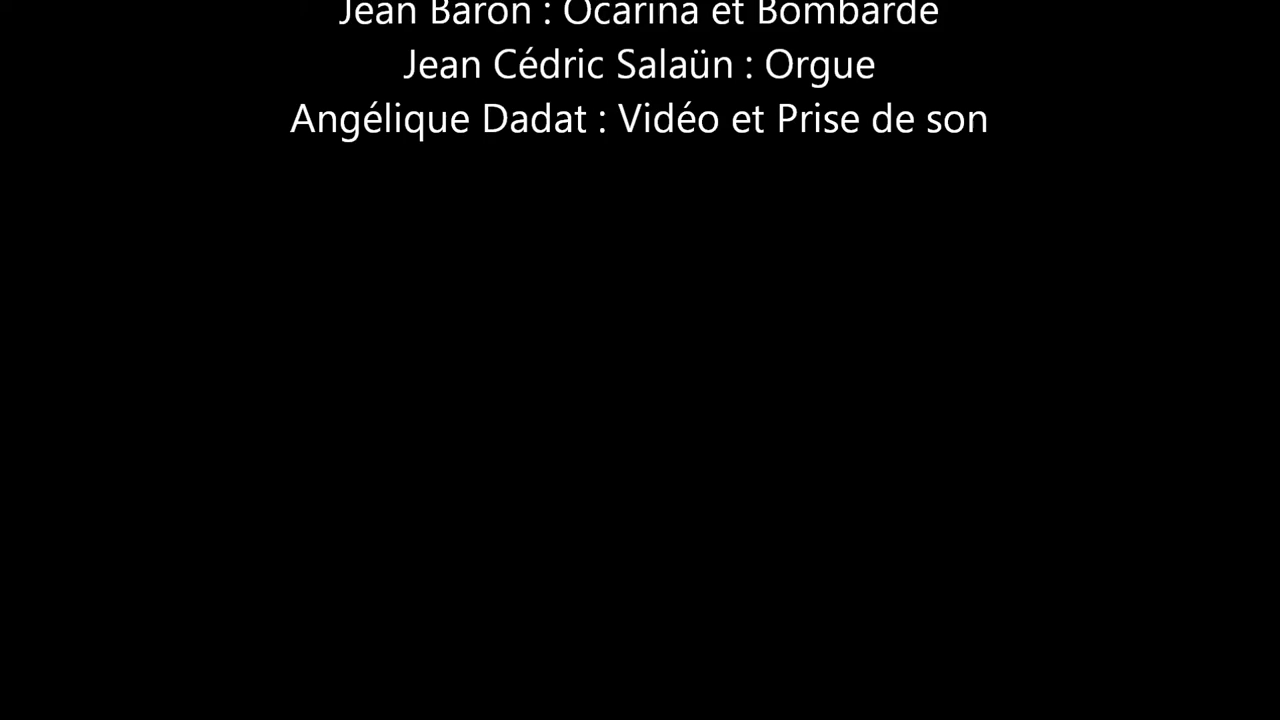 Jean Baron : Ocarina et Bombarde
Jean Cédric Salaün : Orgue
Angélique Dadat : Vidéo et Prise de son